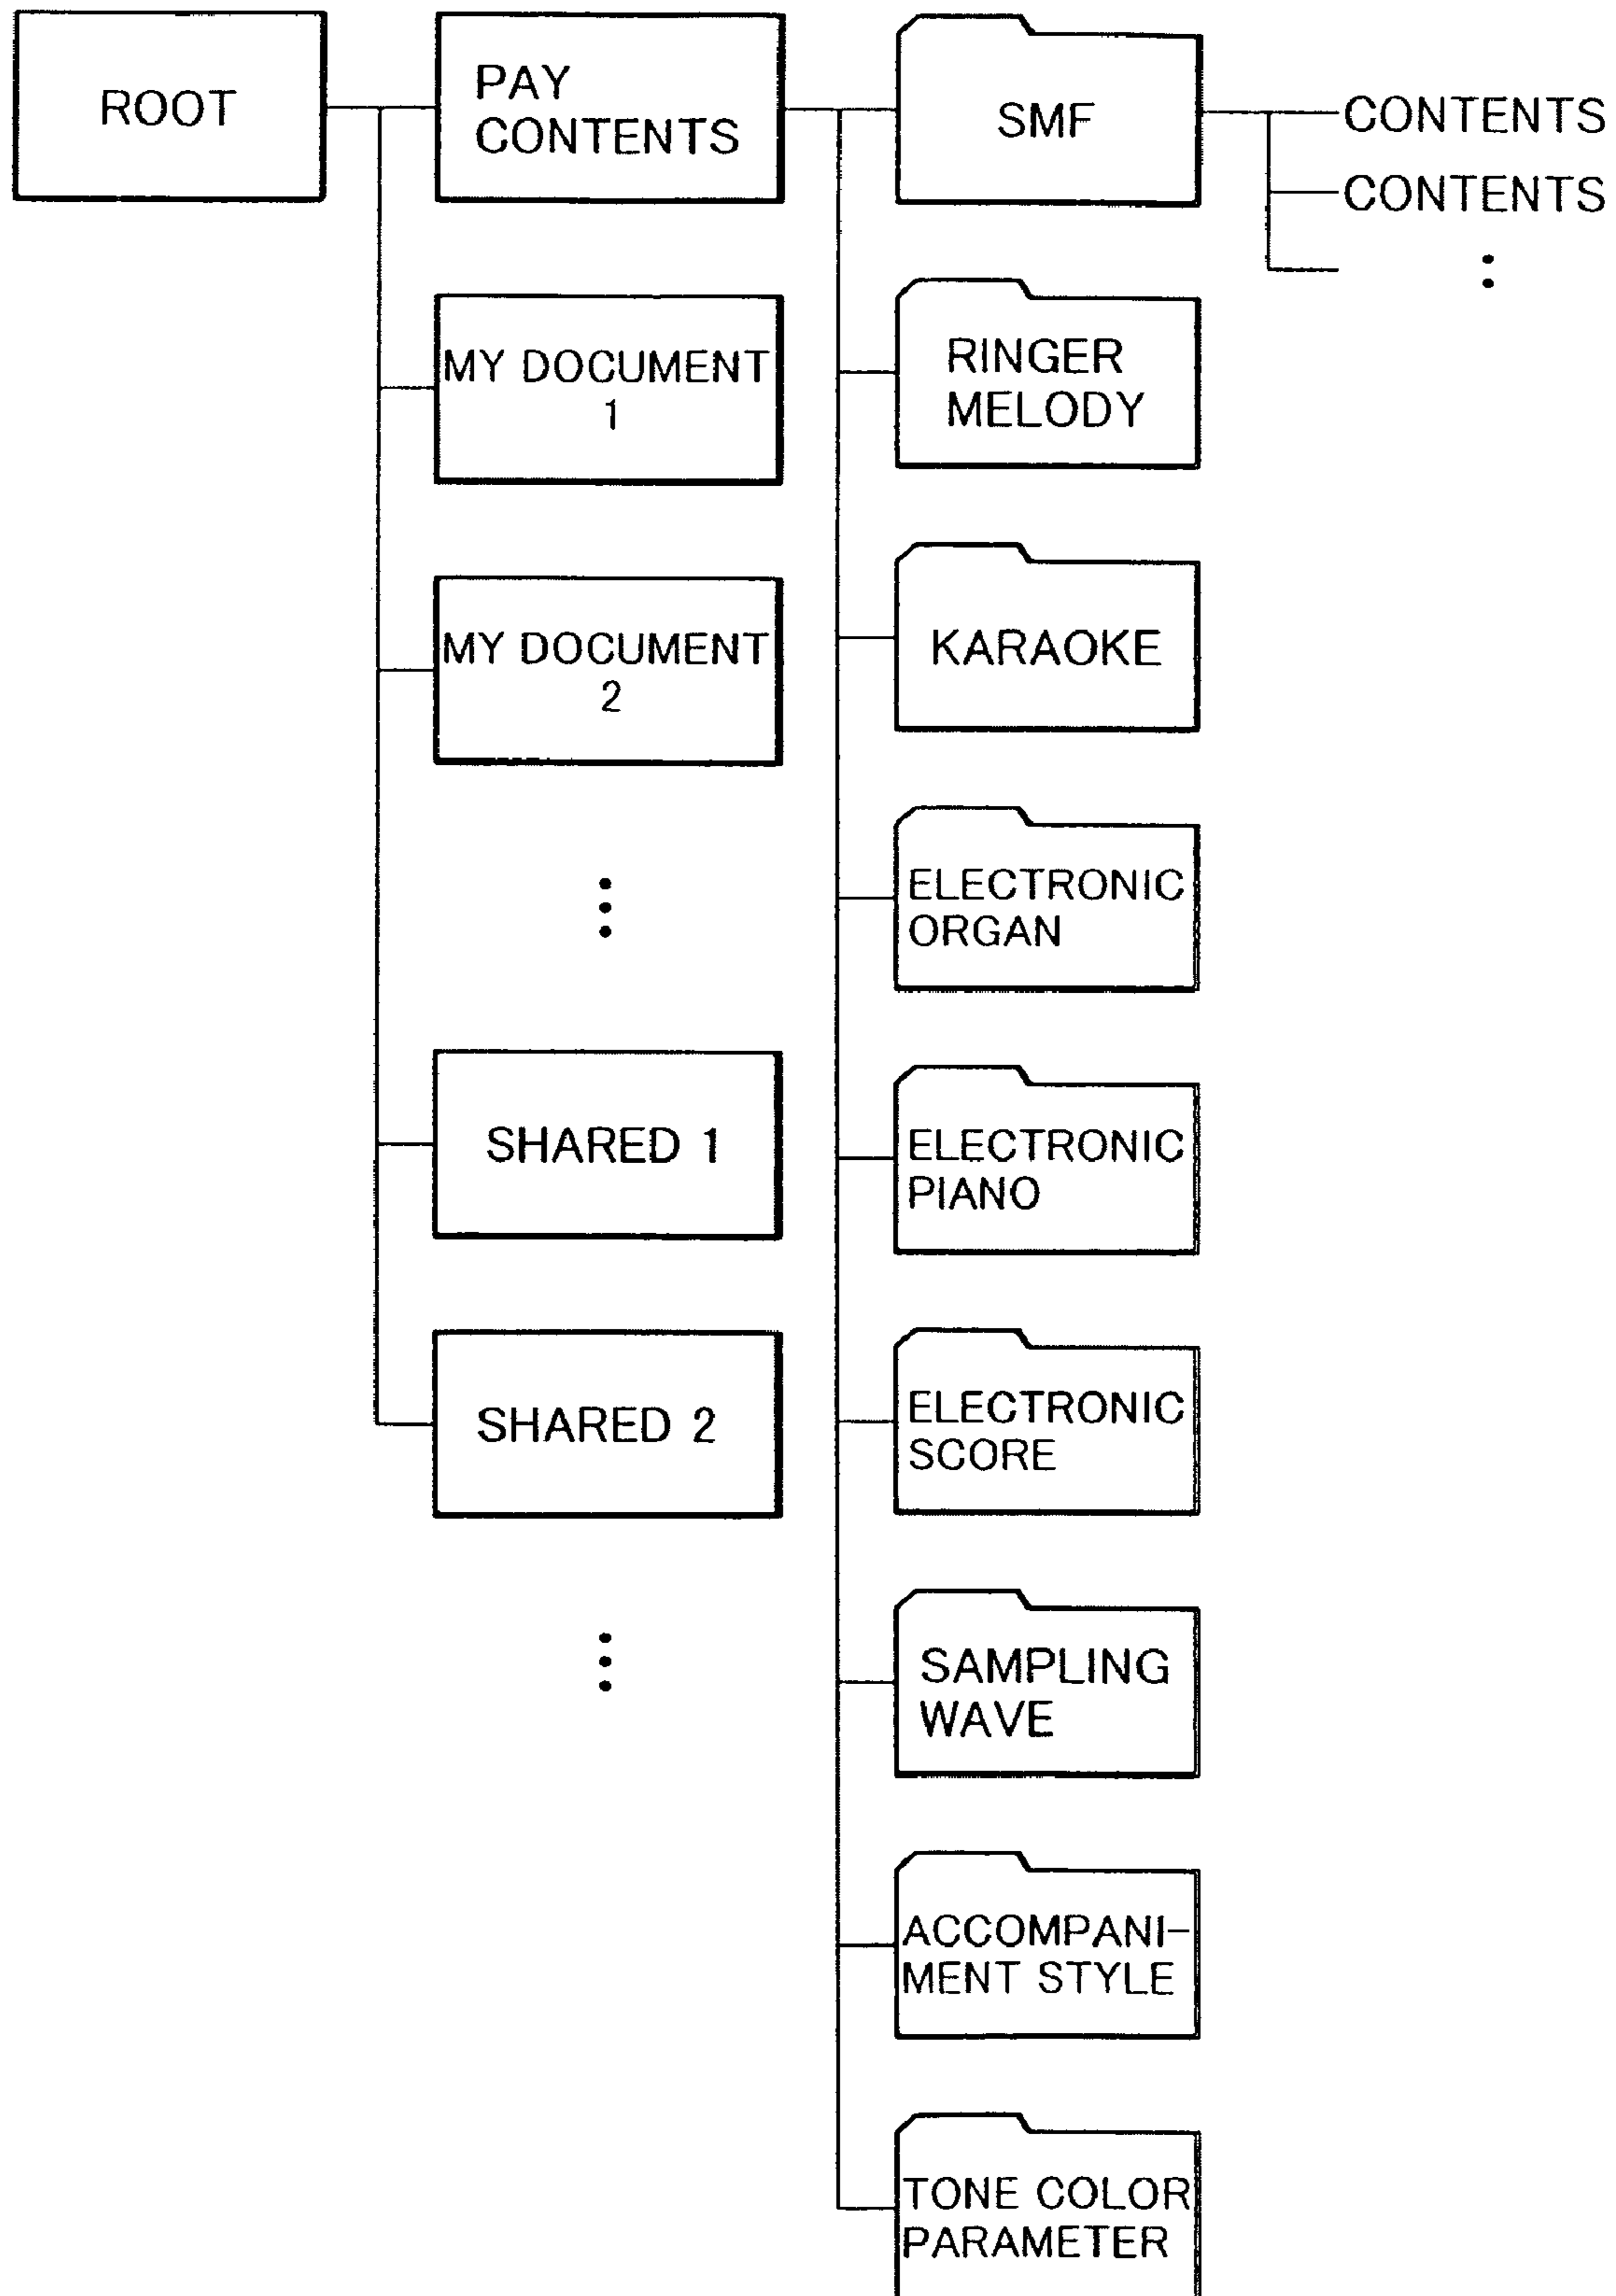 ROOT
PAY
CONTENTS
SMF
CONTENTS
CONTENTS
MY DOCUMENT
1
RINGER
MELODY
MY DOCUMENT
2
KARAOKE
ELECTRONIC
ORGAN
SHARED 1
ELECTRONIC
PIANO
SHARED 2
ELECTRONIC
SCORE
SAMPLING
WAVE
ACCOMPANI-
MENT STYLE
TONE COLOR
PARAMETER